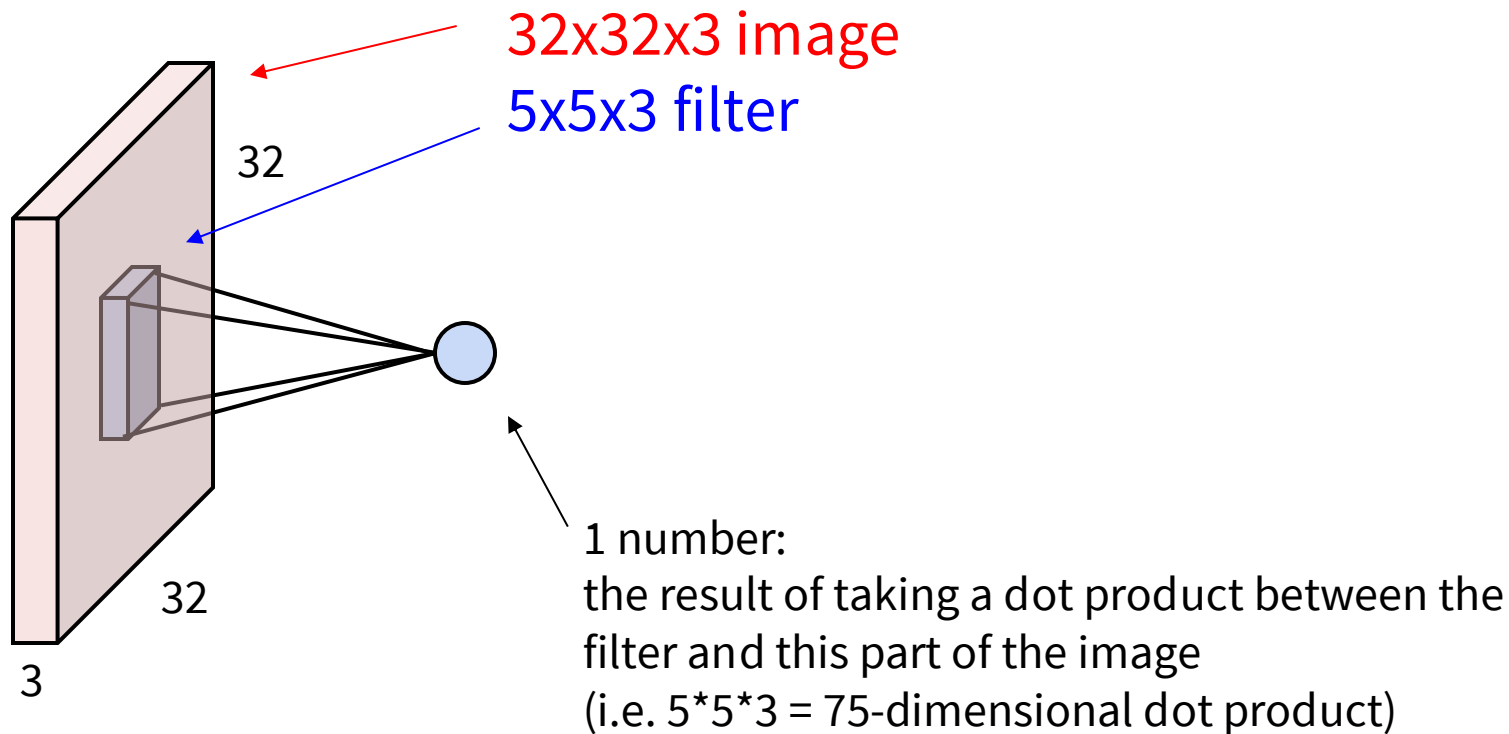 32x32x3 image
5x5x3 filter
32
32
3
1 number:
the result of taking a dot product between the
filter and this part of the image
(i.e. 5*5*3 = 75-dimensional dot product)